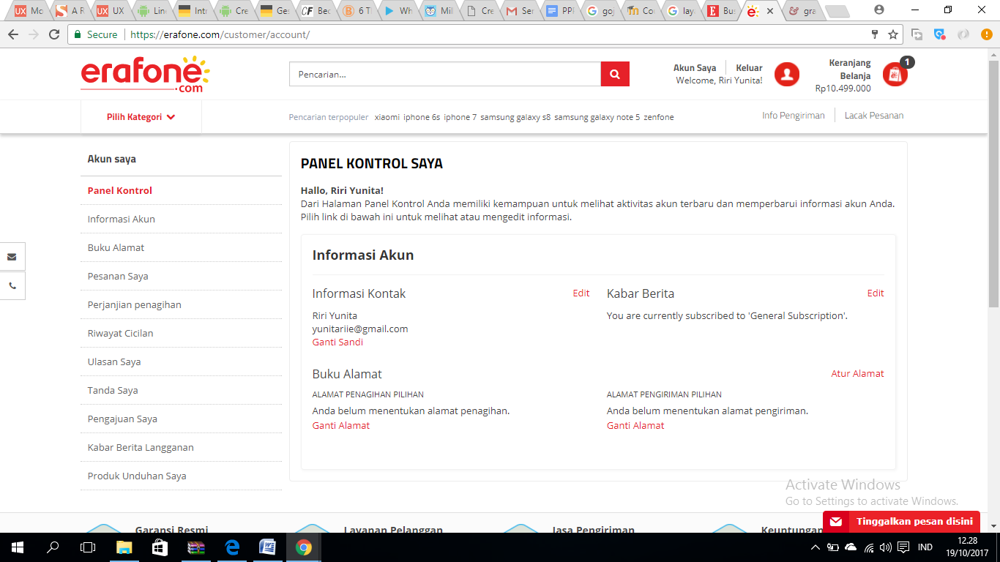 Mo
A R
UX
Line
Intr
Cre
Ges
Bec
6 T
Wh
Mil
Cre
Ser
PPI
goj
Co
lay
Bus
gra
Secure https://erafone.com/customer/account/
erafone
.com
Pencarian...
Akun Saya Keluar
Welcome, Riri Yunita!
Keranjang
Belanja
Rp10.499.000
1
Pilih Kategori
Pencarian terpopuler xiaomi iphone 6s iphone 7 samsung galaxy s8 samsung galaxy note 5 zenfone
Info Pengiriman Lacak Pesanan
Akun saya
Panel Kontrol
Informasi Akun
Buku Alamat
Pesanan Saya
Perjanjian penagihan
Riwayat Cicilan
Ulasan Saya
Tanda Saya
Pengajuan Saya
Kabar Berita Langganan
Produk Unduhan Saya
PANEL KONTROL SAYA
Hallo, Riri Yunita!
Dari Halaman Panel Kontrol Anda memiliki kemampuan untuk melihat aktivitas akun terbaru dan memperbarui informasi akun Anda.
Pilih link di bawah ini untuk melihat atau mengedit informasi.
Informasi Akun
Informasi Kontak Edit
Riri Yunita
yunitariie@gmail.com
Ganti Sandi
Kabar Berita Edit
You are currently subscribed to 'General Subscription'.
Buku Alamat Atur Alamat
ALAMAT PENAGIHAN PILIHAN
Anda belum menentukan alamat penagihan.
Ganti Alamat
ALAMAT PENGIRIMAN PILIHAN
Anda belum menentukan alamat pengiriman.
Ganti Alamat
Activate Windows
Go to Settings to activate Windows.
Garansi Resmi
Layanan Pelanggan
Jasa Pengiriman
Keuntungan
Tinggalkan pesan disini
IND
12.28
19/10/2017